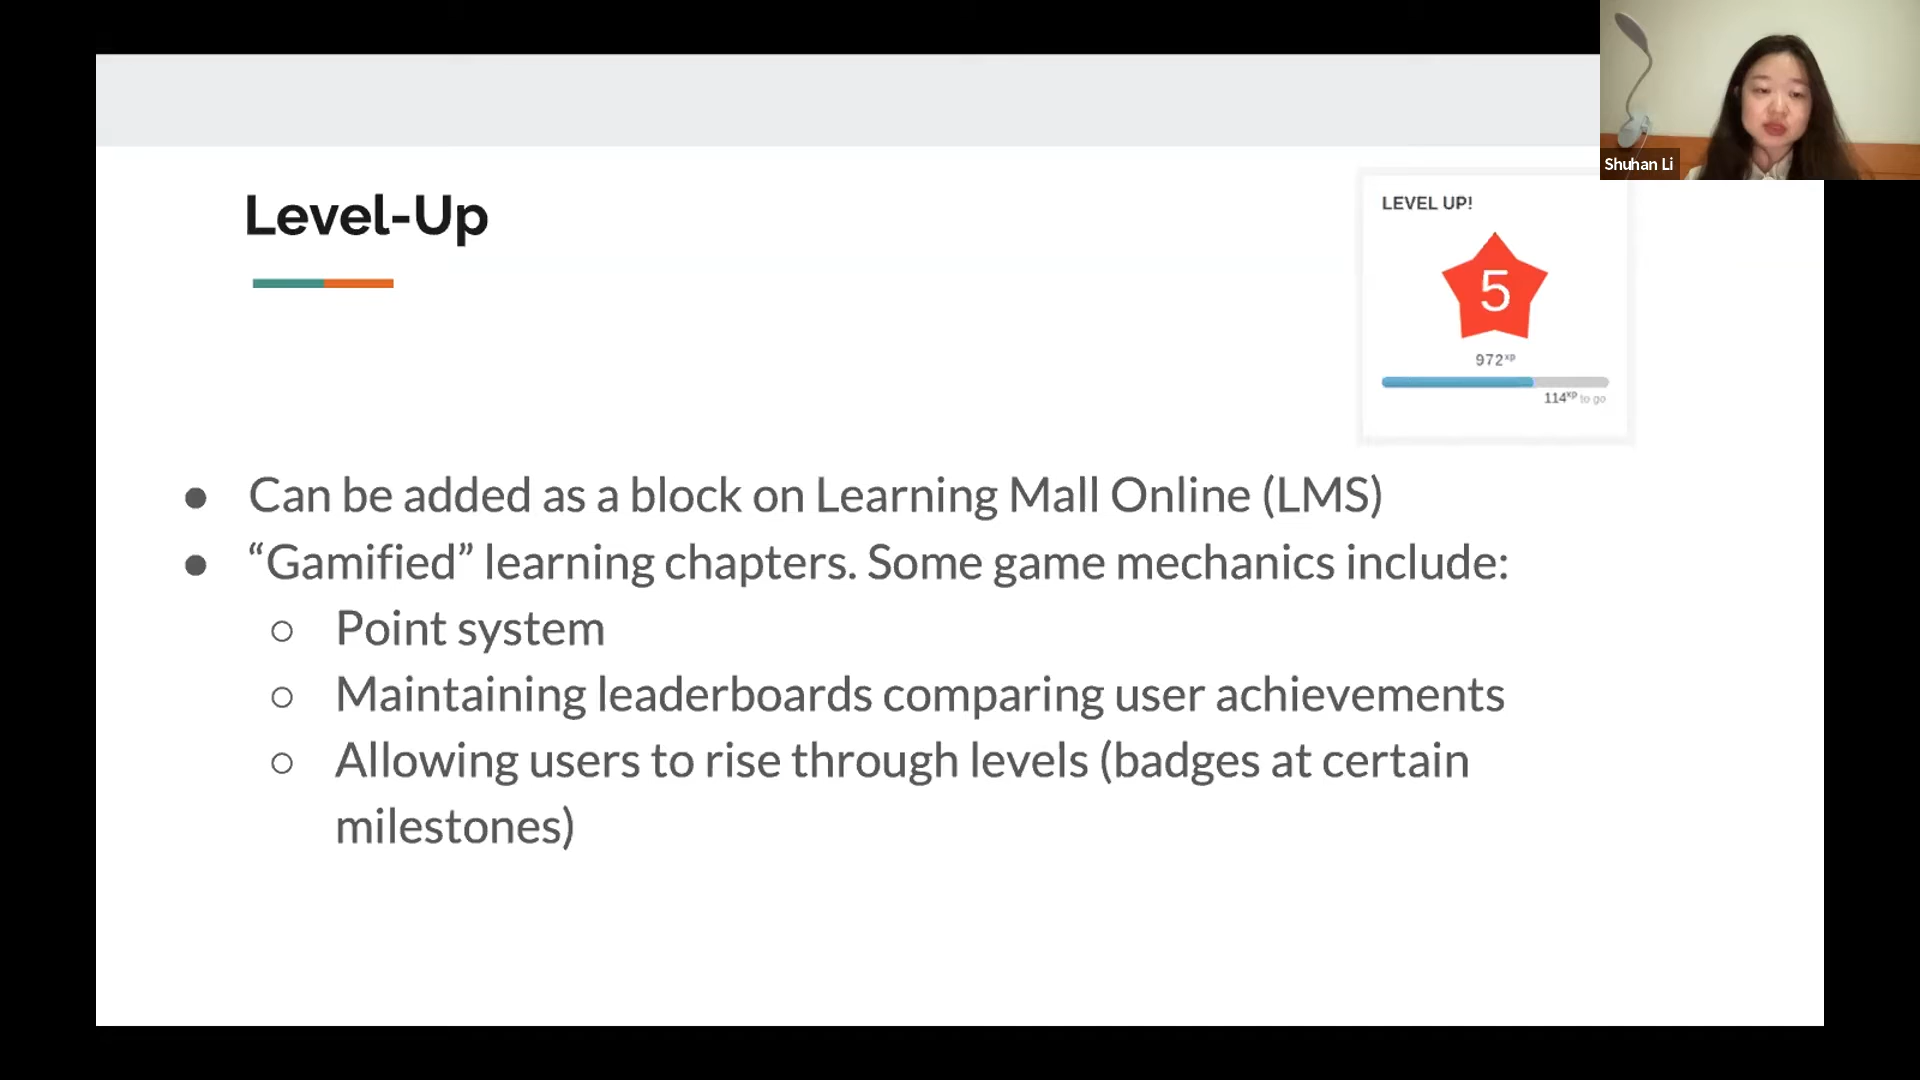 Shuhan Li
Level-Up
LEVEL UP!
5
972xp
114xp to go
● Can be added as a block on Learning Mall Online (LMS)
● “Gamified” learning chapters. Some game mechanics include:
○ Point system
○ Maintaining leaderboards comparing user achievements
○ Allowing users to rise through levels (badges at certain
milestones)